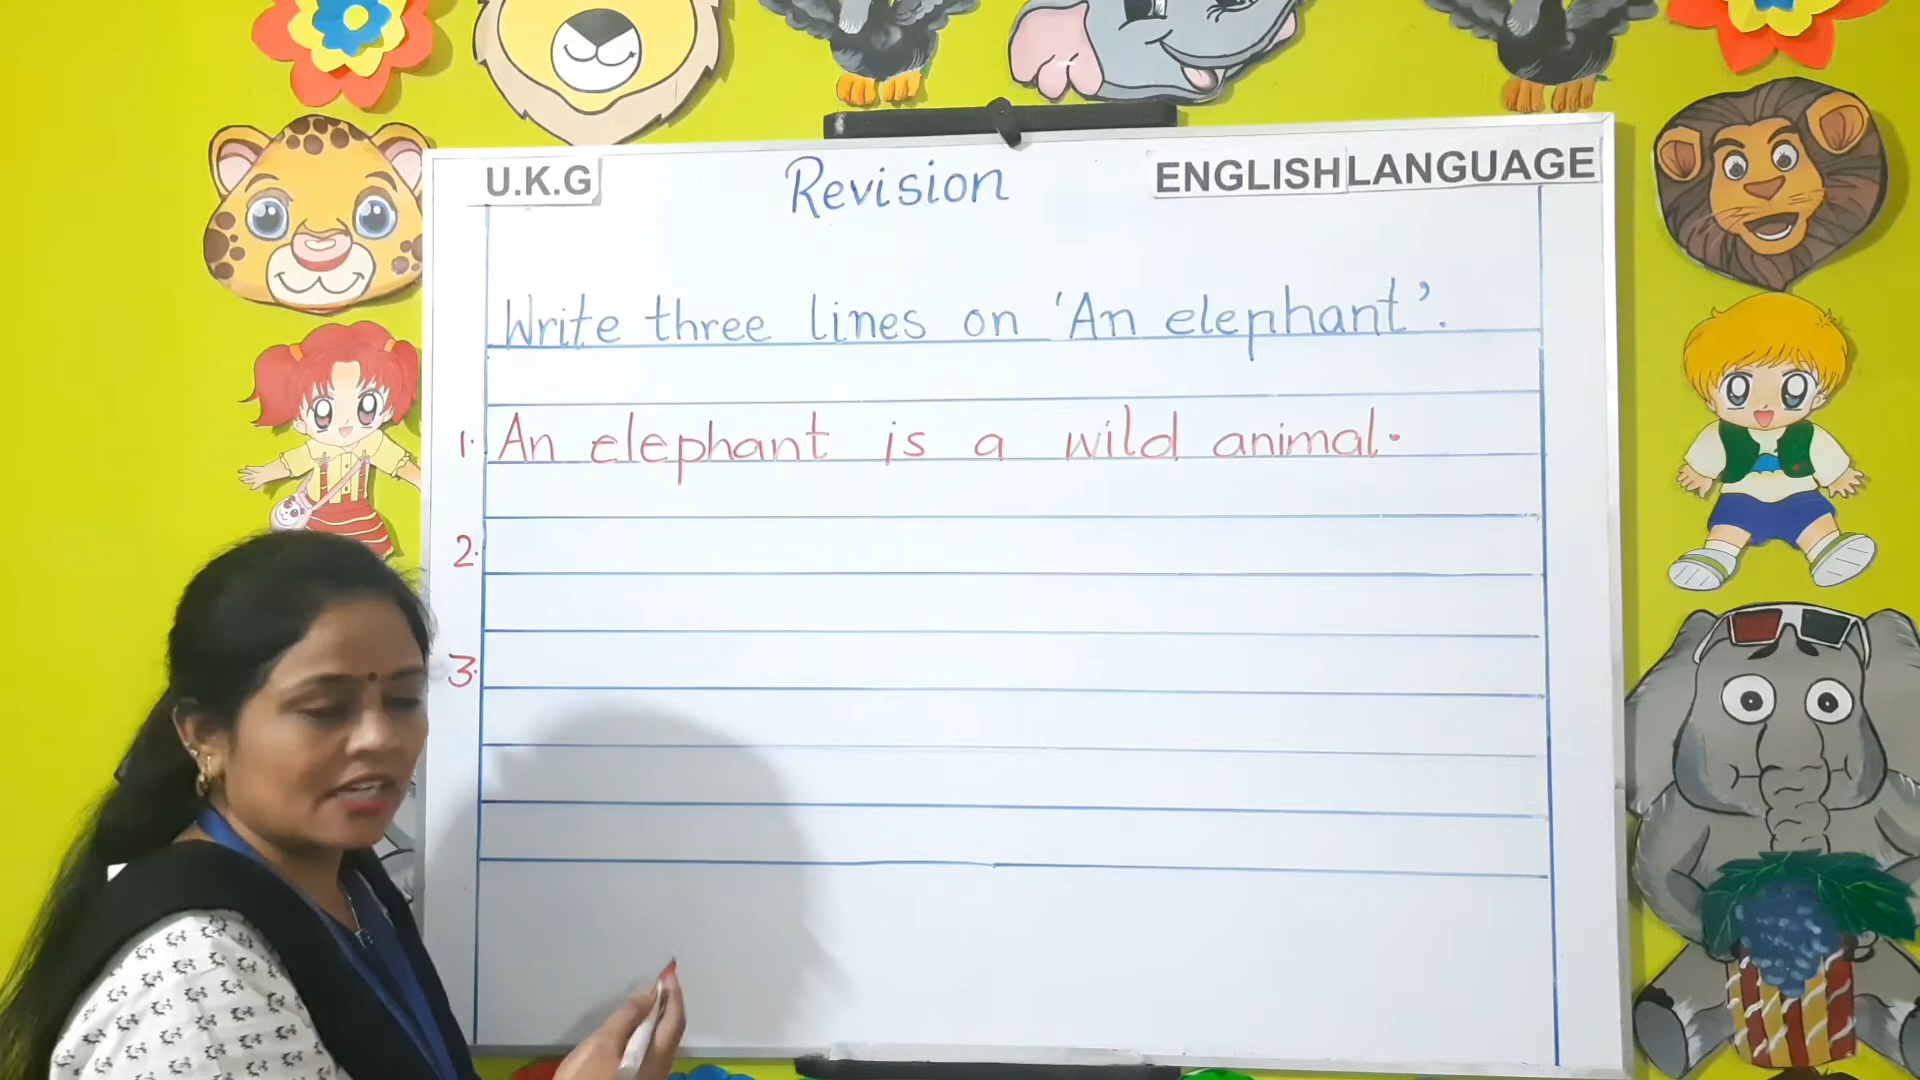 U.K.G Revision ENGLISH LANGUAGE
Write three lines on 'An elephant'.
1. An elephant is a wild animal.
2.
3.